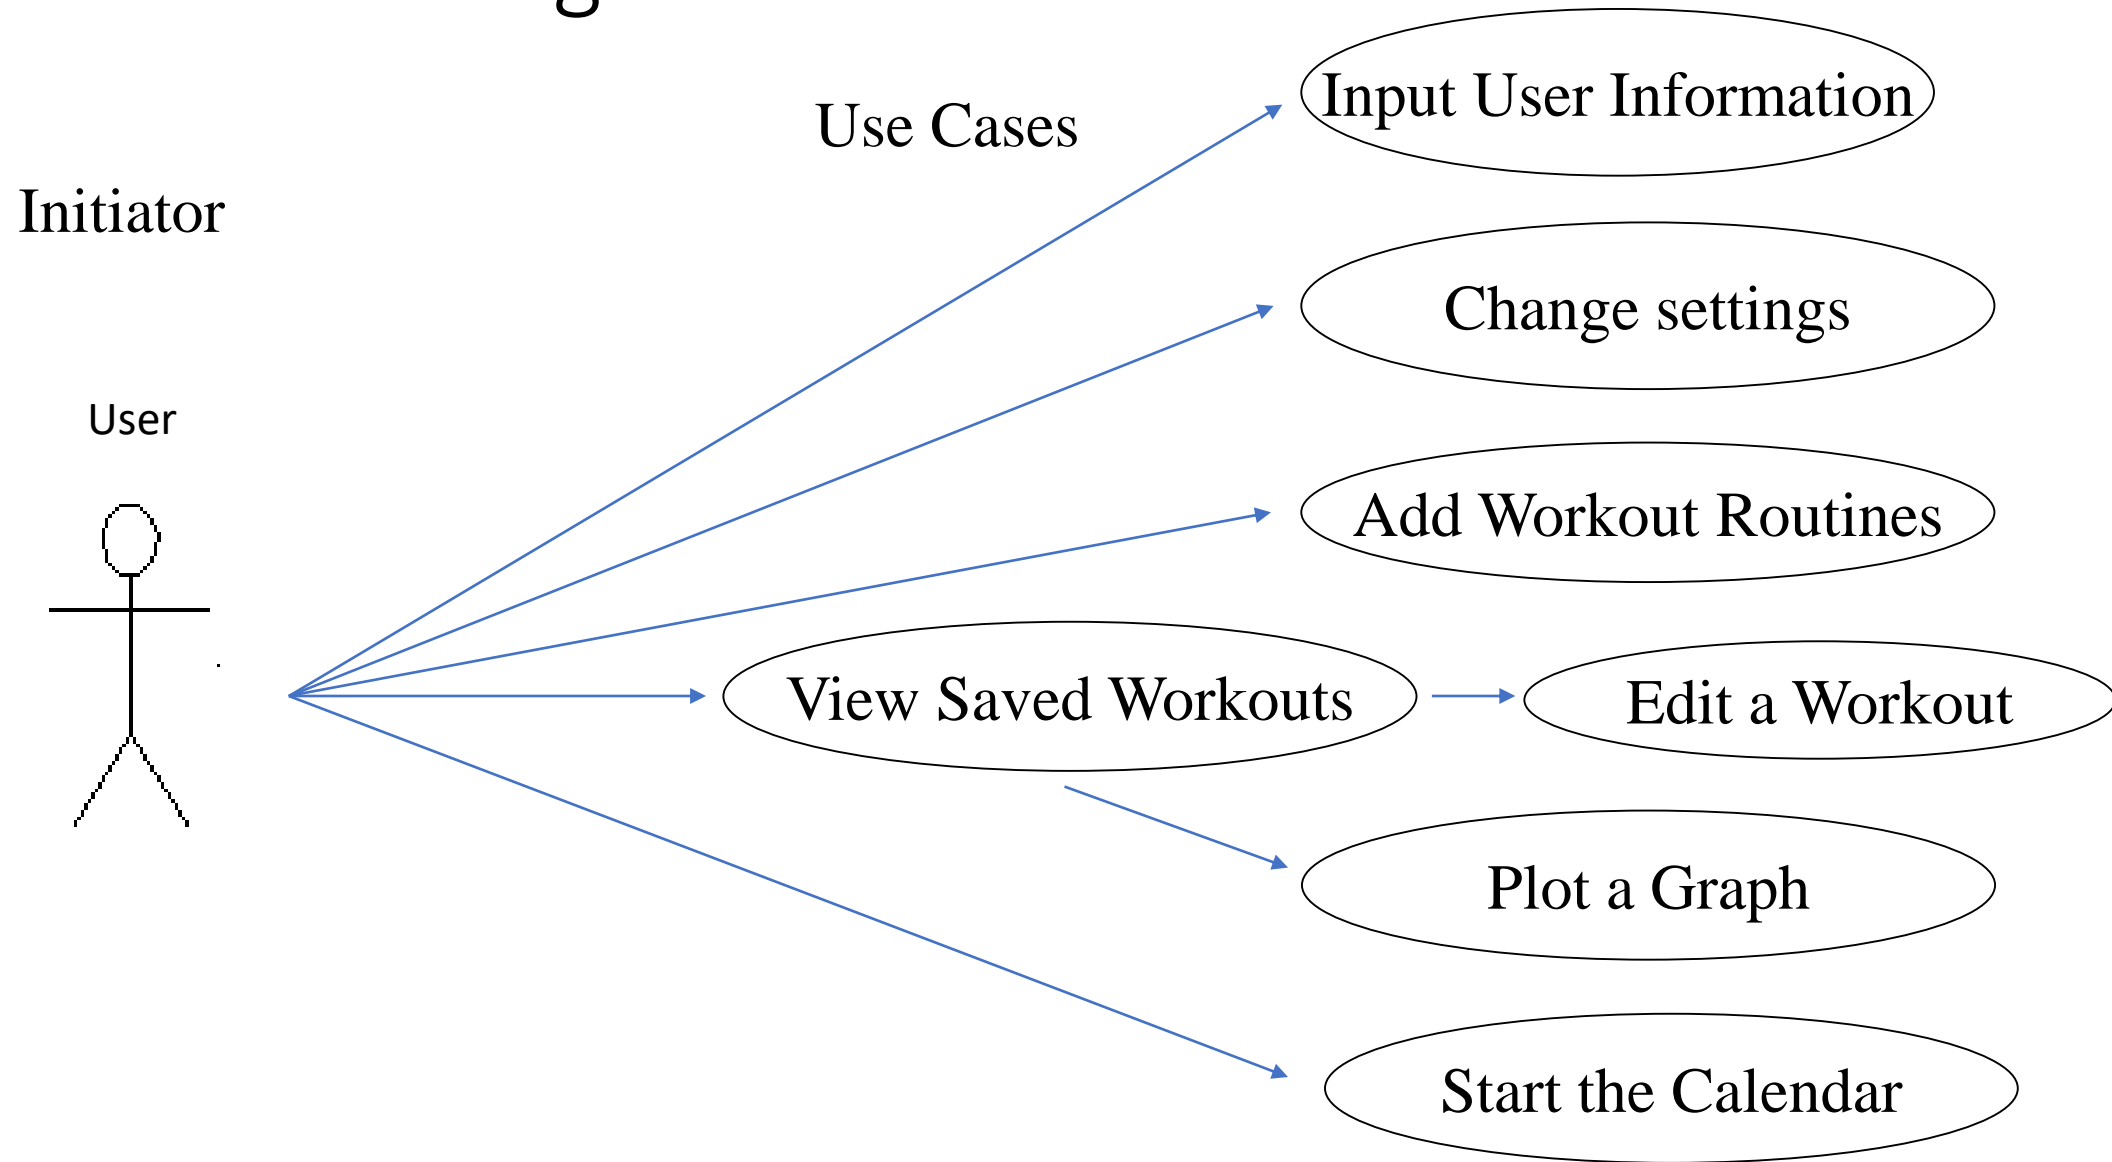 Use Cases
Initiator
User
Input User Information
Change settings
Add Workout Routines
View Saved Workouts
Edit a Workout
Plot a Graph
Start the Calendar